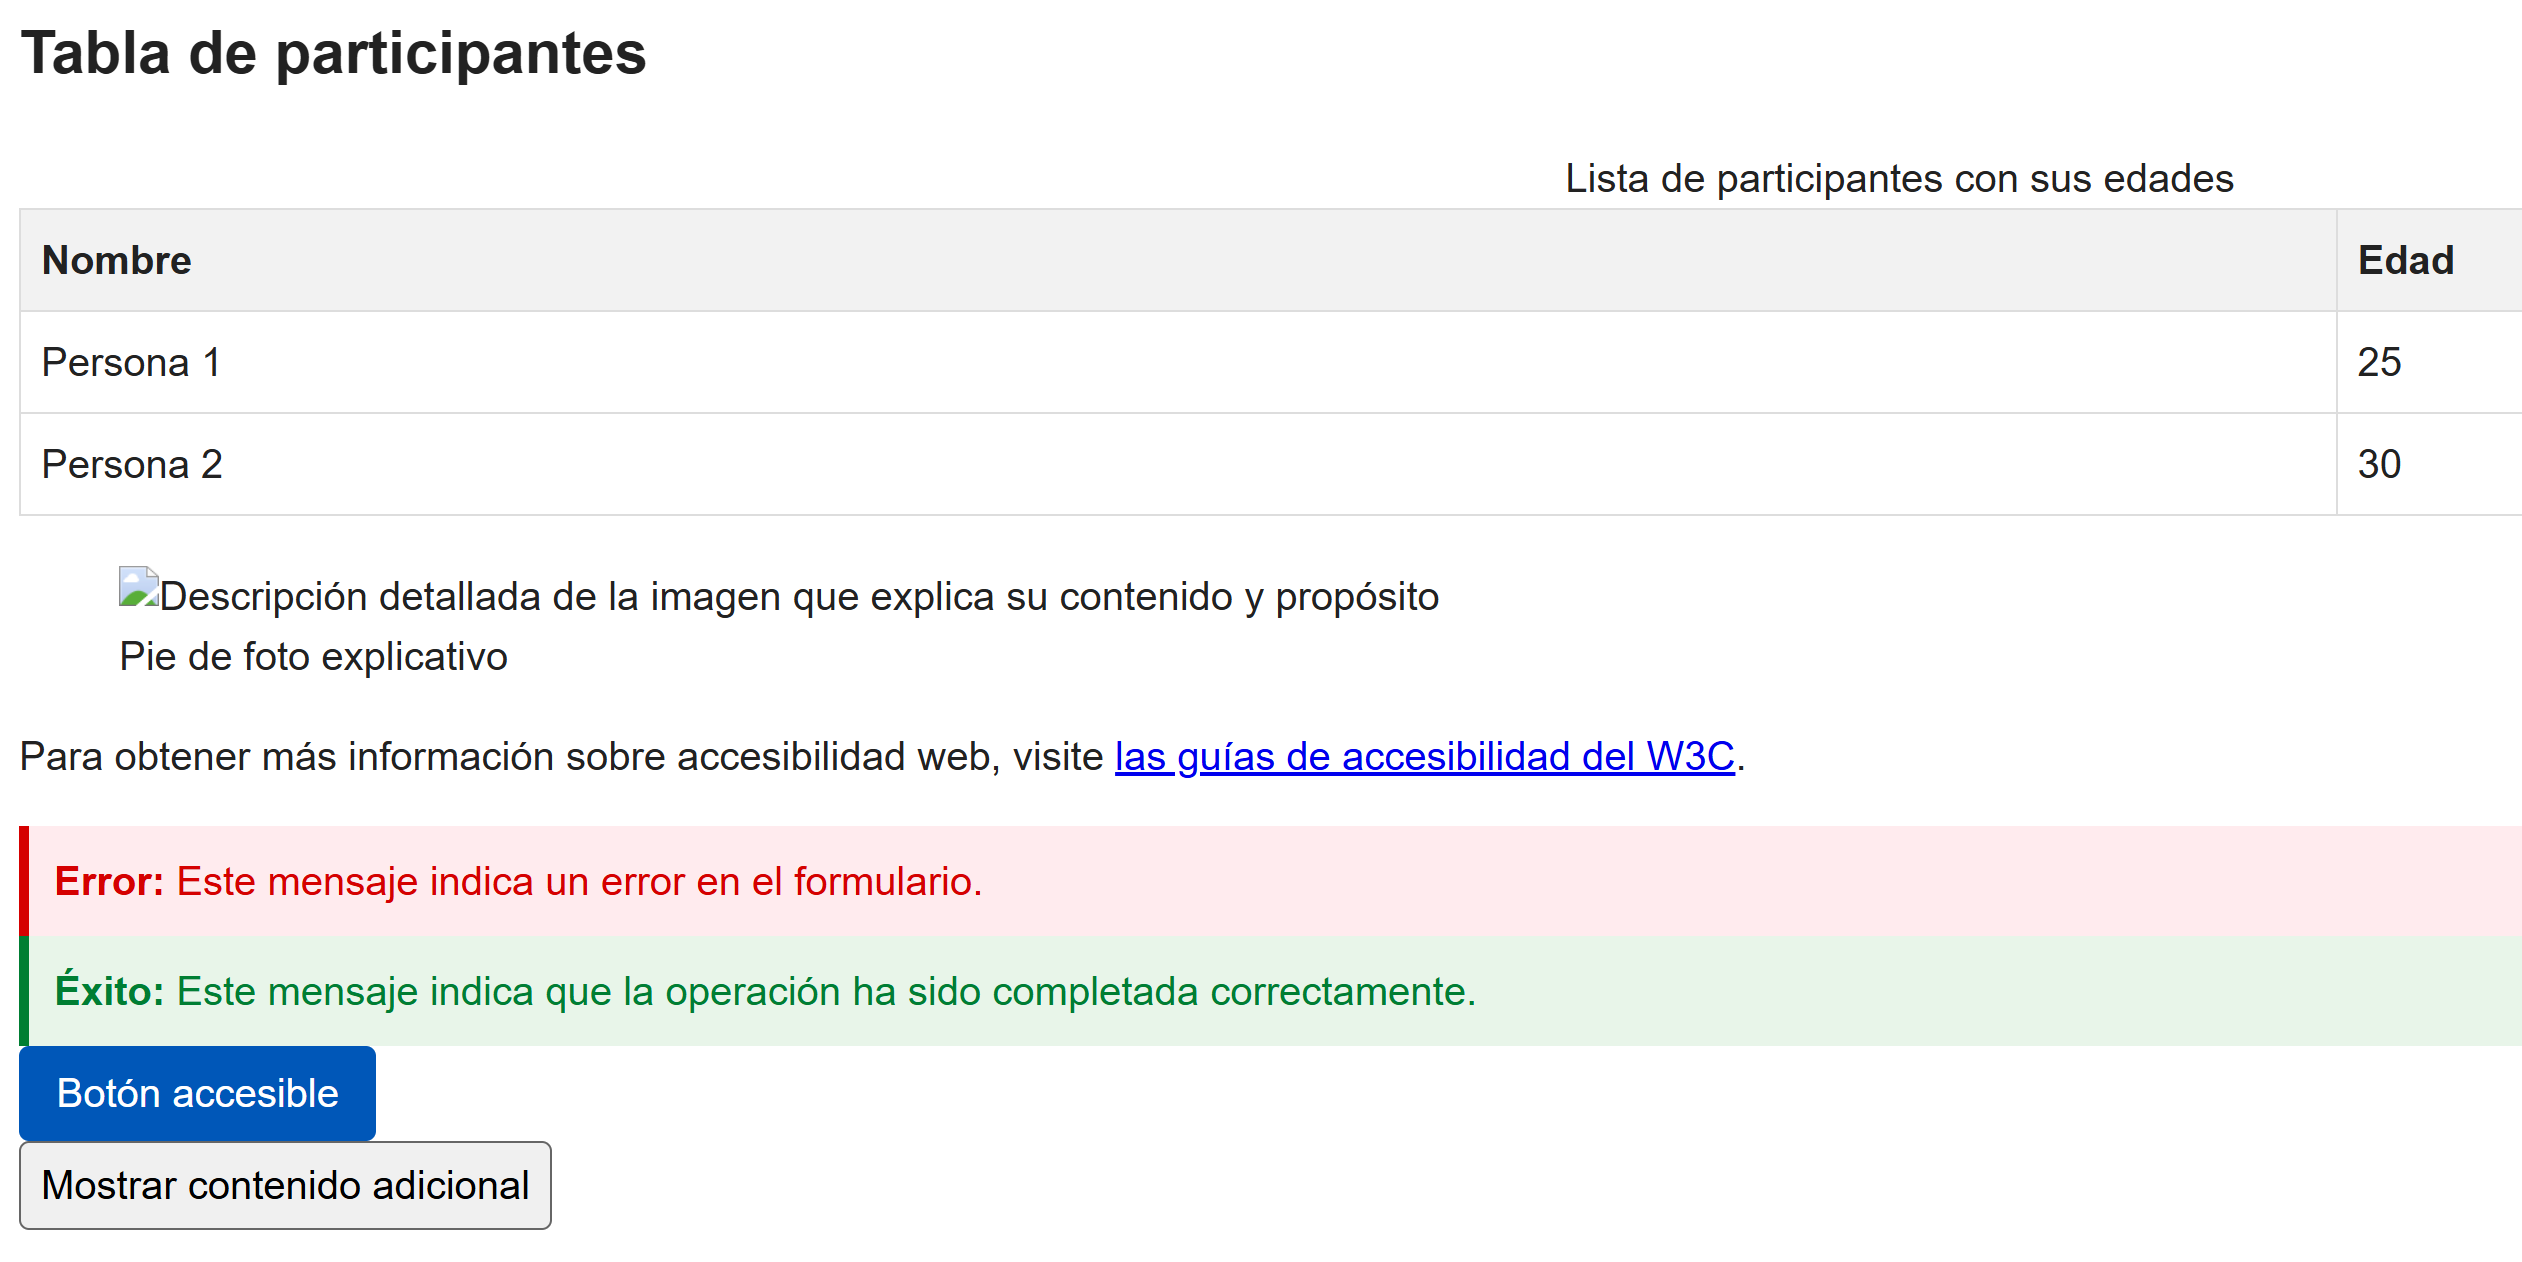 Tabla de participantes
Lista de participantes con sus edades
Nombre Edad
Persona 1 25
Persona 2 30
Descripción detallada de la imagen que explica su contenido y propósito
Pie de foto explicativo
Para obtener más información sobre accesibilidad web, visite las guías de accesibilidad del W3C.
Error: Este mensaje indica un error en el formulario.
Éxito: Este mensaje indica que la operación ha sido completada correctamente.
Botón accesible
Mostrar contenido adicional